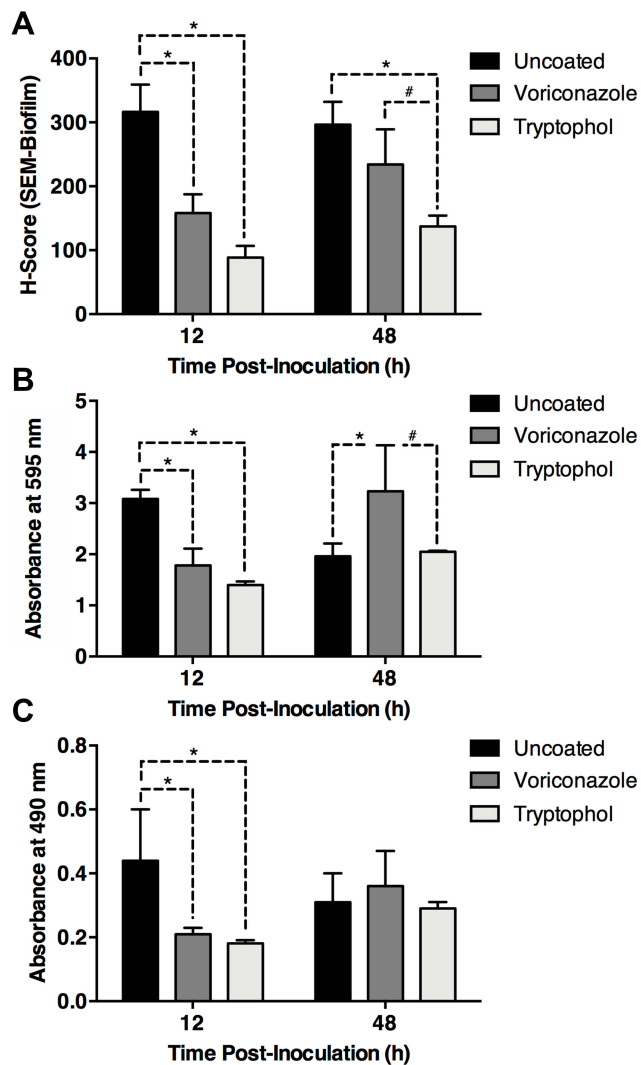 A
H-Score (SEM-Biofilm)
400
300
200
100
0
*
*
*
#
12
48
Time Post-Inoculation (h)
Uncoated
Voriconazole
Tryptophol
B
Absorbance at 595 nm
5
4
3
2
1
0
*
*
*
#
12
48
Time Post-Inoculation (h)
Uncoated
Voriconazole
Tryptophol
C
Absorbance at 490 nm
0.8
0.6
0.4
0.2
0.0
*
*
12
48
Time Post-Inoculation (h)
Uncoated
Voriconazole
Tryptophol